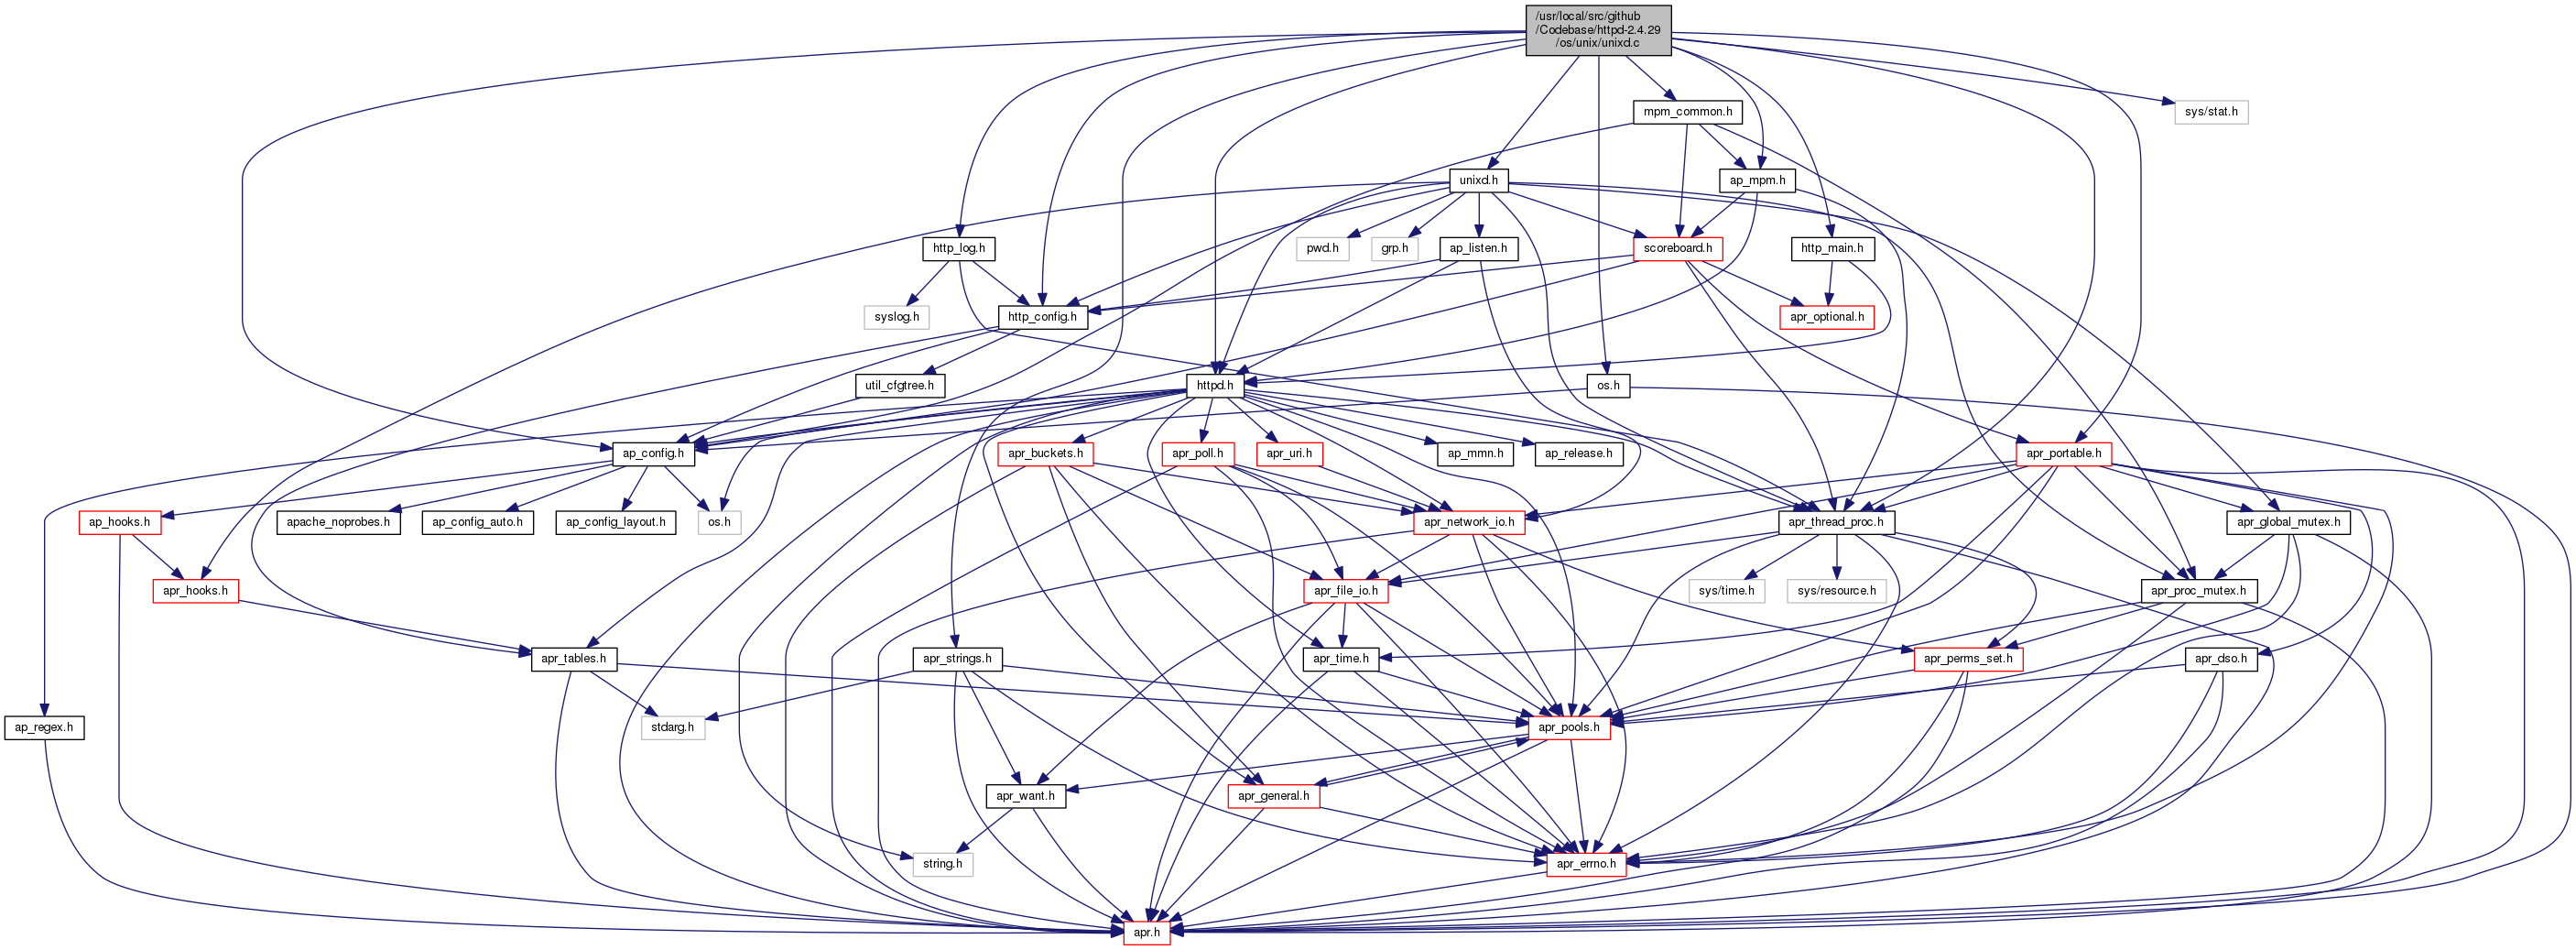 /usr/local/src/github
/Codebase/httpd-2.4.29
/os/unix/unixd.c
mpm_common.h
sys/stat.h
unixd.h
ap_mpm.h
http_log.h
pwd.h
grp.h
ap_listen.h
scoreboard.h
http_main.h
syslog.h
http_config.h
apr_optional.h
util_cfgtree.h
httpd.h
os.h
ap_config.h
apr_buckets.h
apr_poll.h
apr_uri.h
ap_mmn.h
ap_release.h
apr_portable.h
ap_hooks.h
apache_noprobes.h
ap_config_auto.h
ap_config_layout.h
os.h
apr_network_io.h
apr_thread_proc.h
apr_global_mutex.h
apr_hooks.h
apr_file_io.h
sys/time.h
sys/resource.h
apr_proc_mutex.h
apr_tables.h
apr_strings.h
apr_time.h
apr_perms_set.h
apr_dso.h
ap_regex.h
stdarg.h
apr_pools.h
apr_want.h
apr_general.h
string.h
apr_errno.h
apr.h